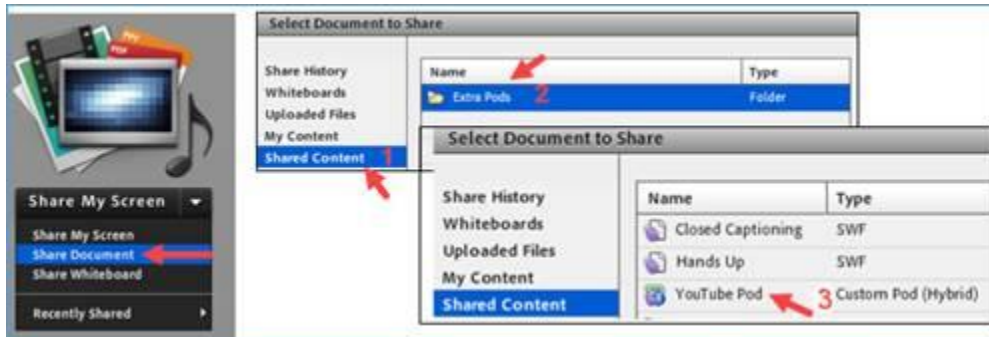 PPT
PDF
Share My Screen
Share My Screen
Share Document
Share Whiteboard
Recently Shared
Select Document to Share
Share History
Whiteboards
Uploaded Files
My Content
Shared Content 1
Name Type
Extra Pods 2 Folder
Select Document to Share
Share History
Whiteboards
Uploaded Files
My Content
Shared Content
Name Type
Closed Captioning SWF
Hands Up SWF
YouTube Pod 3 Custom Pod (Hybrid)